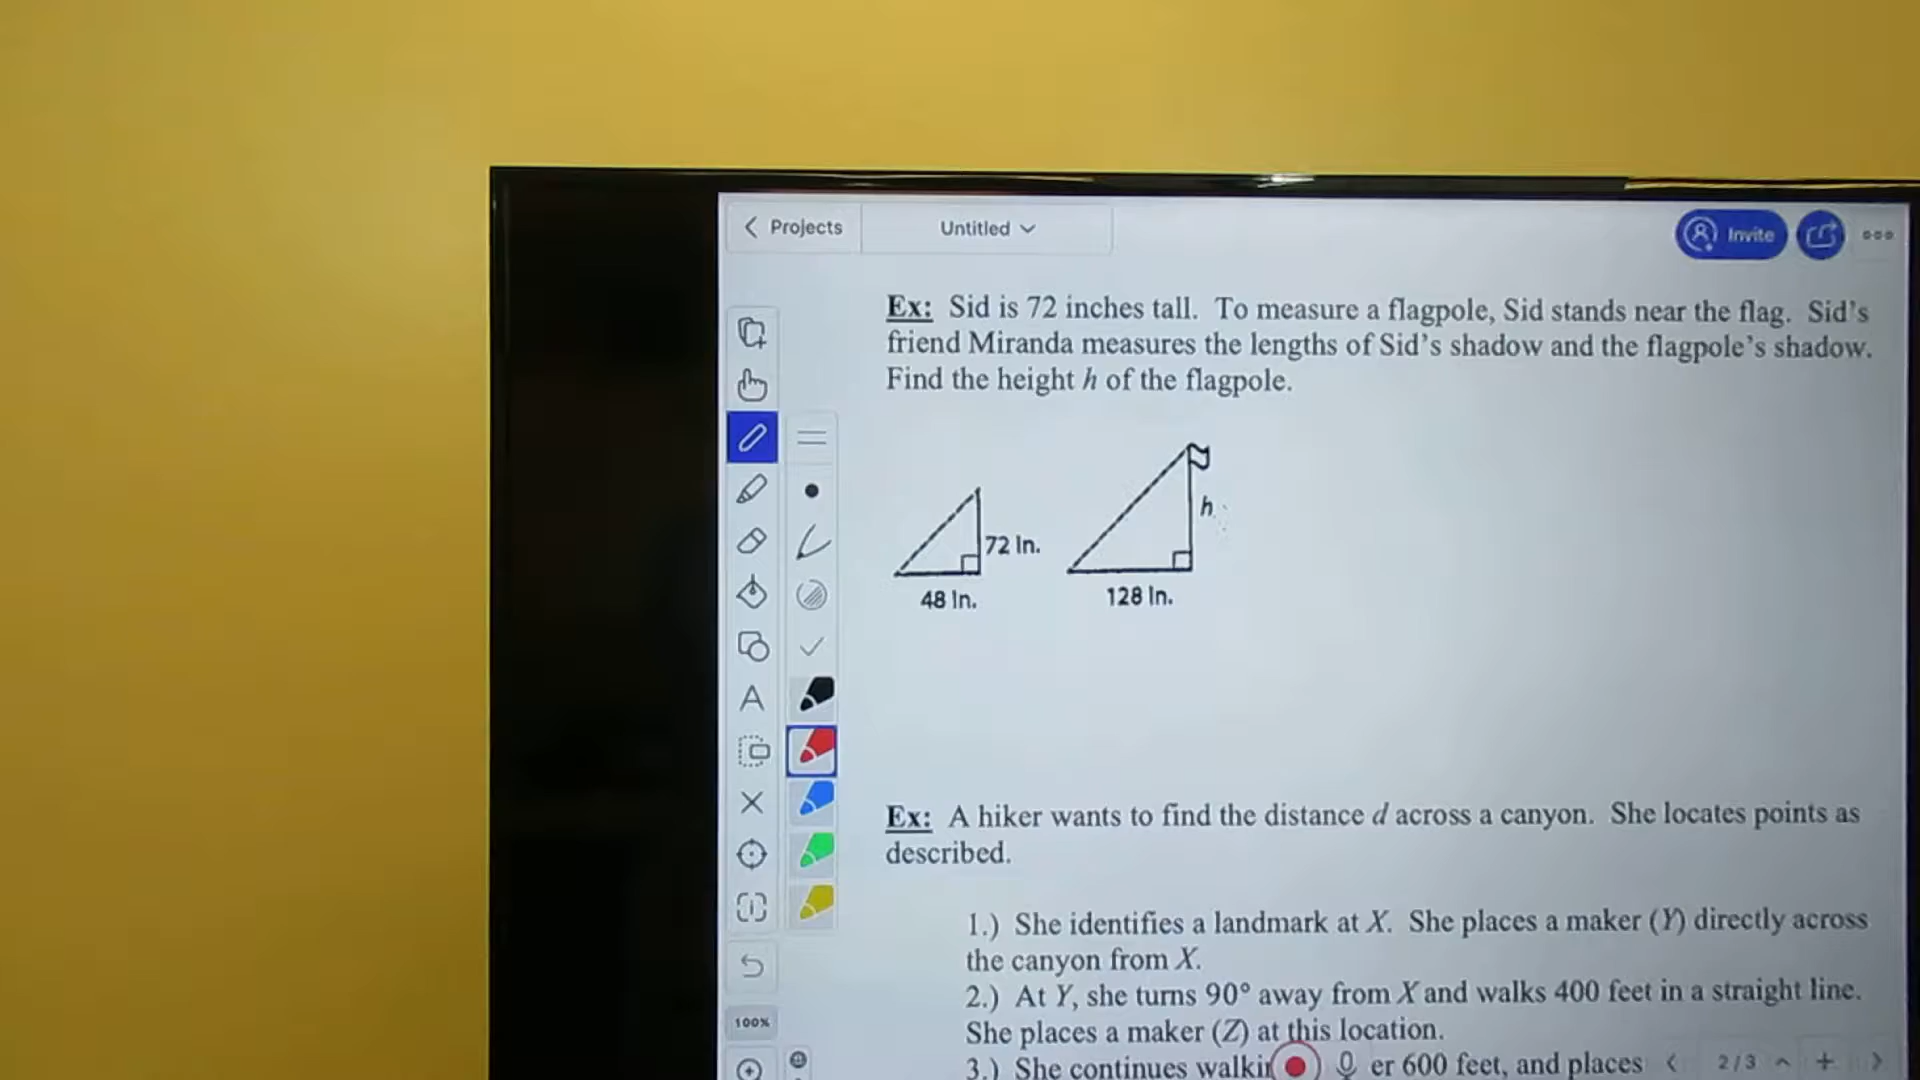 Projects
Untitled
Invite
Ex: Sid is 72 inches tall. To measure a flagpole, Sid stands near the flag. Sid's
friend Miranda measures the lengths of Sid's shadow and the flagpole's shadow.
Find the height h of the flagpole.
72 In.
48 In.
h
128 In.
A
Ex: A hiker wants to find the distance d across a canyon. She locates points as
described.
1.) She identifies a landmark at X. She places a maker (Y) directly across
the canyon from X.
2.) At Y, she turns 90° away from X and walks 400 feet in a straight line.
She places a maker (Z) at this location.
3.) She continues walki er 600 feet, and places
100%
2/3